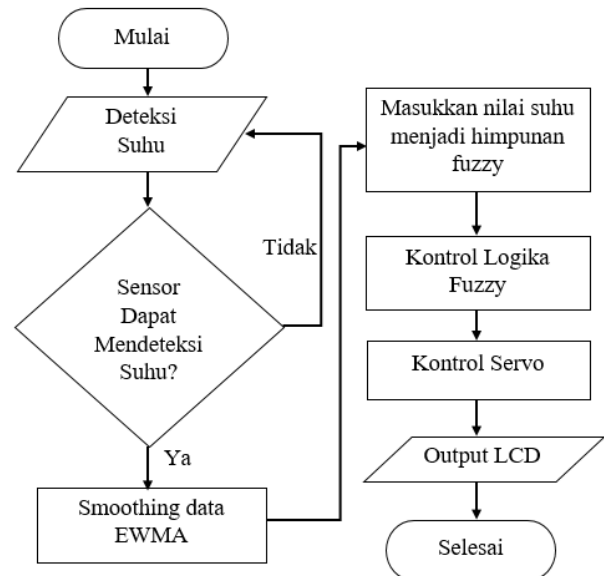 Mulai
Deteksi
Suhu
Sensor
Dapat
Mendeteksi
Suhu?
Tidak
Ya
Smoothing data
EWMA
Masukkan nilai suhu
menjadi himpunan
fuzzy
Kontrol Logika
Fuzzy
Kontrol Servo
Output LCD
Selesai